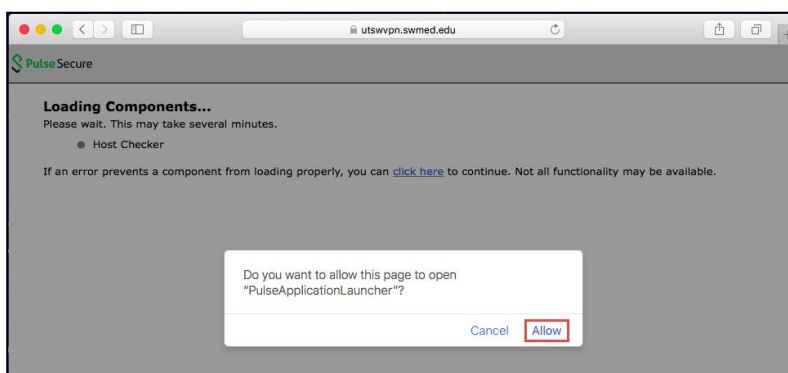 utswvpn.swmed.edu
Pulse Secure
Loading Components...
Please wait. This may take several minutes.
Host Checker
If an error prevents a component from loading properly, you can click here to continue. Not all functionality may be available.
Do you want to allow this page to open
“PulseApplicationLauncher”?
Cancel Allow